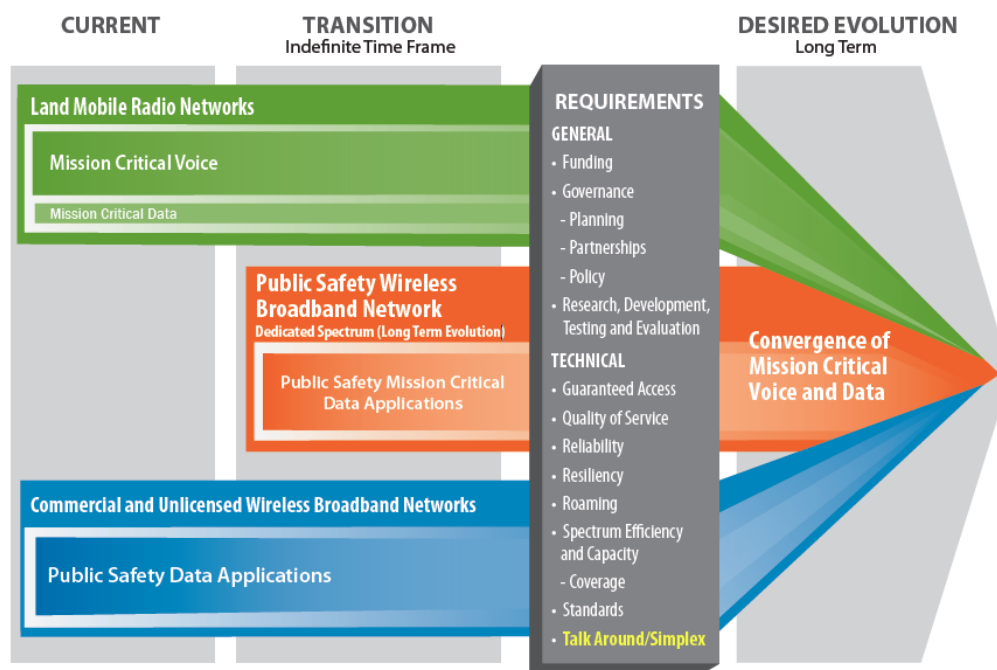 CURRENT
TRANSITION
Indefinite Time Frame
DESIRED EVOLUTION
Long Term
Land Mobile Radio Networks
Mission Critical Voice
Mission Critical Data
Public Safety Wireless
Broadband Network
Dedicated Spectrum (Long Term Evolution)
Public Safety Mission Critical
Data Applications
Commercial and Unlicensed Wireless Broadband Networks
Public Safety Data Applications
REQUIREMENTS
GENERAL
• Funding
• Governance
- Planning
- Partnerships
- Policy
• Research, Development,
Testing and Evaluation
TECHNICAL
• Guaranteed Access
• Quality of Service
• Reliability
• Resiliency
• Roaming
• Spectrum Efficiency
and Capacity
- Coverage
• Standards
• Talk Around/Simplex
Convergence of
Mission Critical
Voice and Data